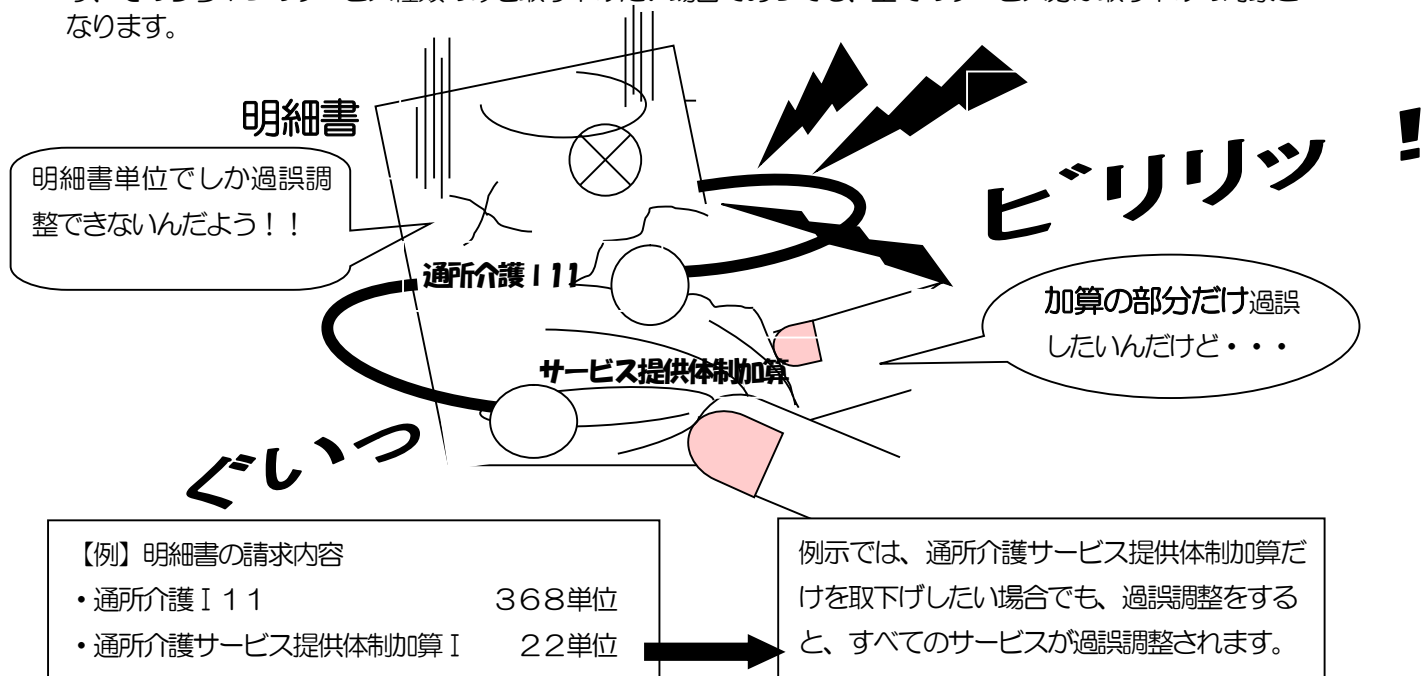 なります。
明細書
明細書単位でしか過誤調
整できないんだよう！！
ビリリッ！
通所介護Ⅰ11
加算の部分だけ過誤
したいんだけど・・・
サービス提供体制加算
ぐいっ
【例】明細書の請求内容
・通所介護Ⅰ１１　３６８単位
・通所介護サービス提供体制加算Ⅰ　２２単位
例示では、通所介護サービス提供体制加算だ
けを取下げしたい場合でも、過誤調整をする
と、すべてのサービスが過誤調整されます。